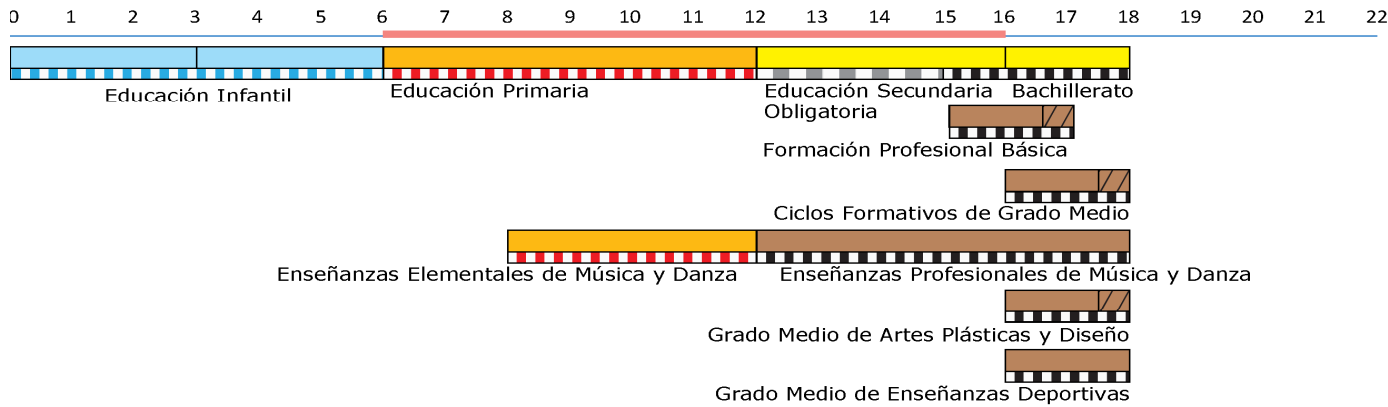 0 1 2 3 4 5 6 7 8 9 10 11 12 13 14 15 16 17 18 19 20 21 22
Educación Infantil
Educación Primaria
Educación Secundaria
Obligatoria
Bachillerato
Formación Profesional Básica
Ciclos Formativos de Grado Medio
Enseñanzas Elementales de Música y Danza
Enseñanzas Profesionales de Música y Danza
Grado Medio de Artes Plásticas y Diseño
Grado Medio de Enseñanzas Deportivas